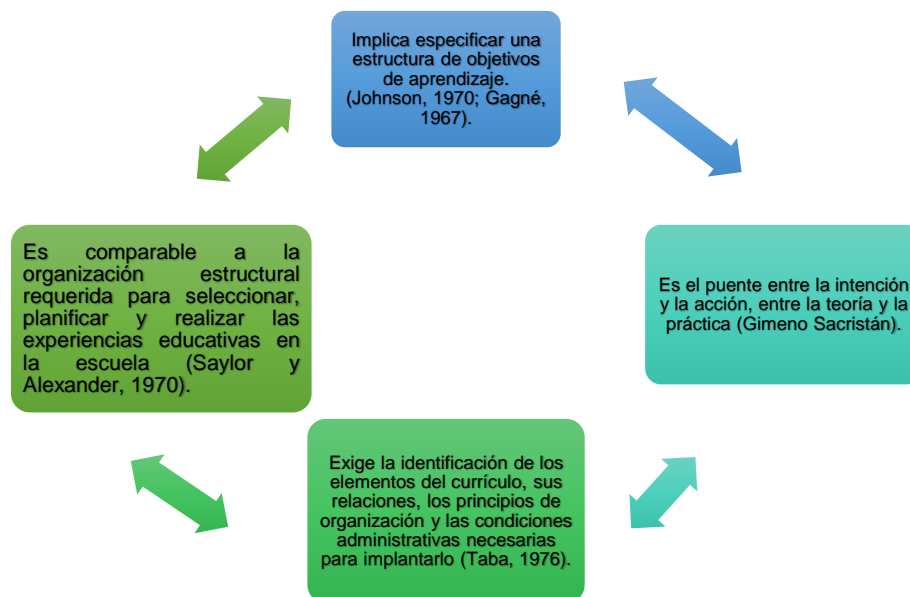 Implica especificar una
estructura de objetivos
de aprendizaje.
(Johnson, 1970; Gagné,
1967).
Es el puente entre la intención
y la acción, entre la teoría y la
práctica (Gimeno Sacristán).
Exige la identificación de los
elementos del currículo, sus
relaciones, los principios de
organización y las condiciones
administrativas necesarias
para implantarlo (Taba, 1976).
Es comparable a la
organización estructural
requerida para seleccionar,
planificar y realizar las
experiencias educativas en
la escuela (Saylor y
Alexander, 1970).